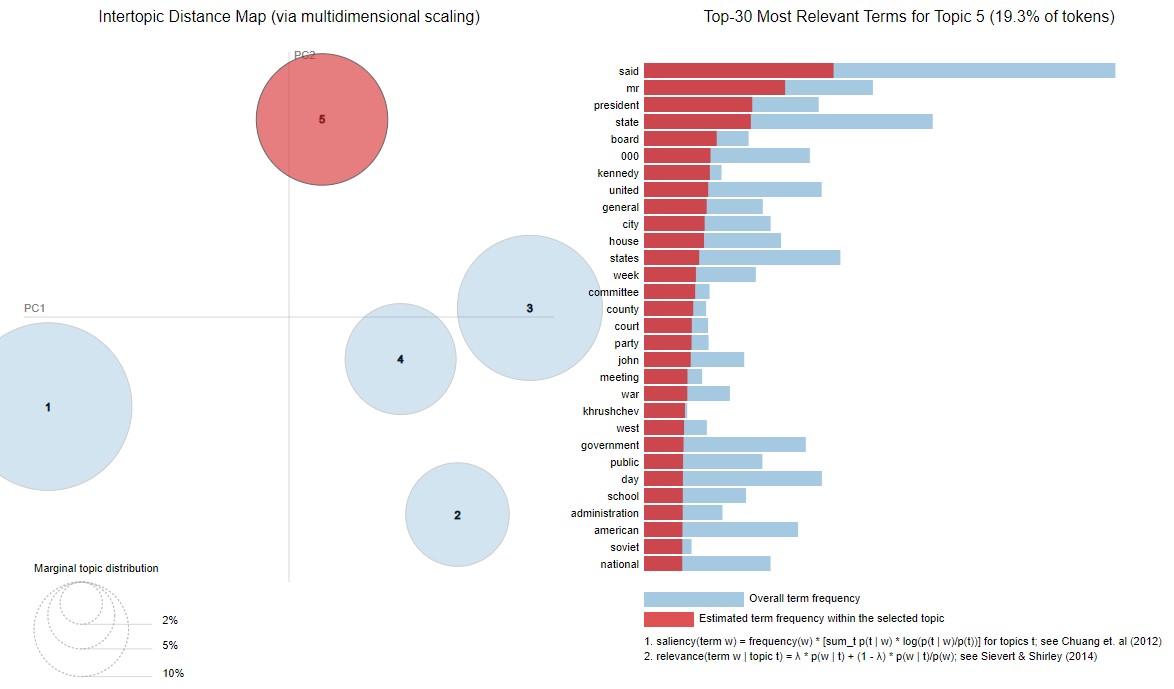 Intertopic Distance Map (via multidimensional scaling)
PC2
5
PC1
3
4
1
2
Marginal topic distribution
2%
5%
10%
Top-30 Most Relevant Terms for Topic 5 (19.3% of tokens)
said
mr
president
state
board
000
kennedy
united
general
city
house
states
week
committee
county
court
party
john
meeting
war
khrushchev
west
government
public
day
school
administration
american
soviet
national
Overall term frequency
Estimated term frequency within the selected topic
1. saliency(term w) = frequency(w) * [sum_t p(t | w) * log(p(t | w)/p(t))] for topics t; see Chuang et. al (2012)
2. relevance(term w | topic t) = λ * p(w | t) + (1 - λ) * p(w | t)/p(w); see Sievert & Shirley (2014)